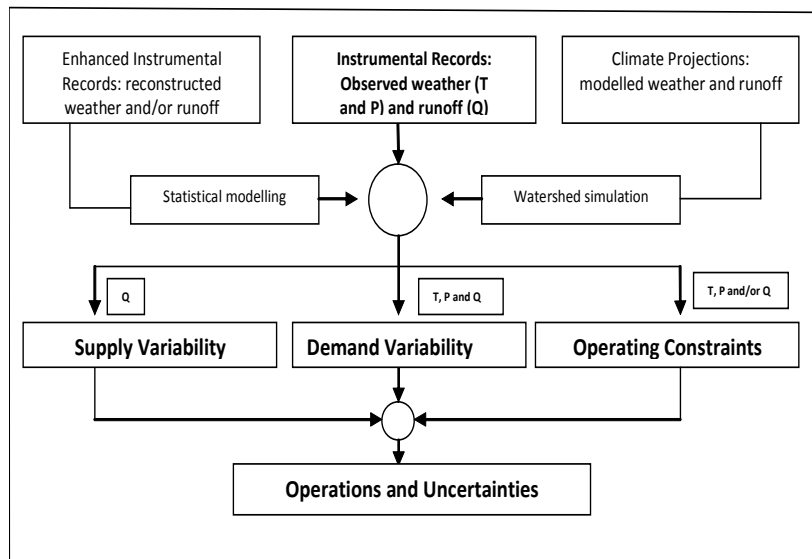 Enhanced Instrumental
Records: reconstructed
weather and/or runoff
Instrumental Records:
Observed weather (T
and P) and runoff (Q)
Climate Projections:
modelled weather and runoff
Statistical modelling
Watershed simulation
Q
T, P and Q
T, P and/or Q
Supply Variability
Demand Variability
Operating Constraints
Operations and Uncertainties